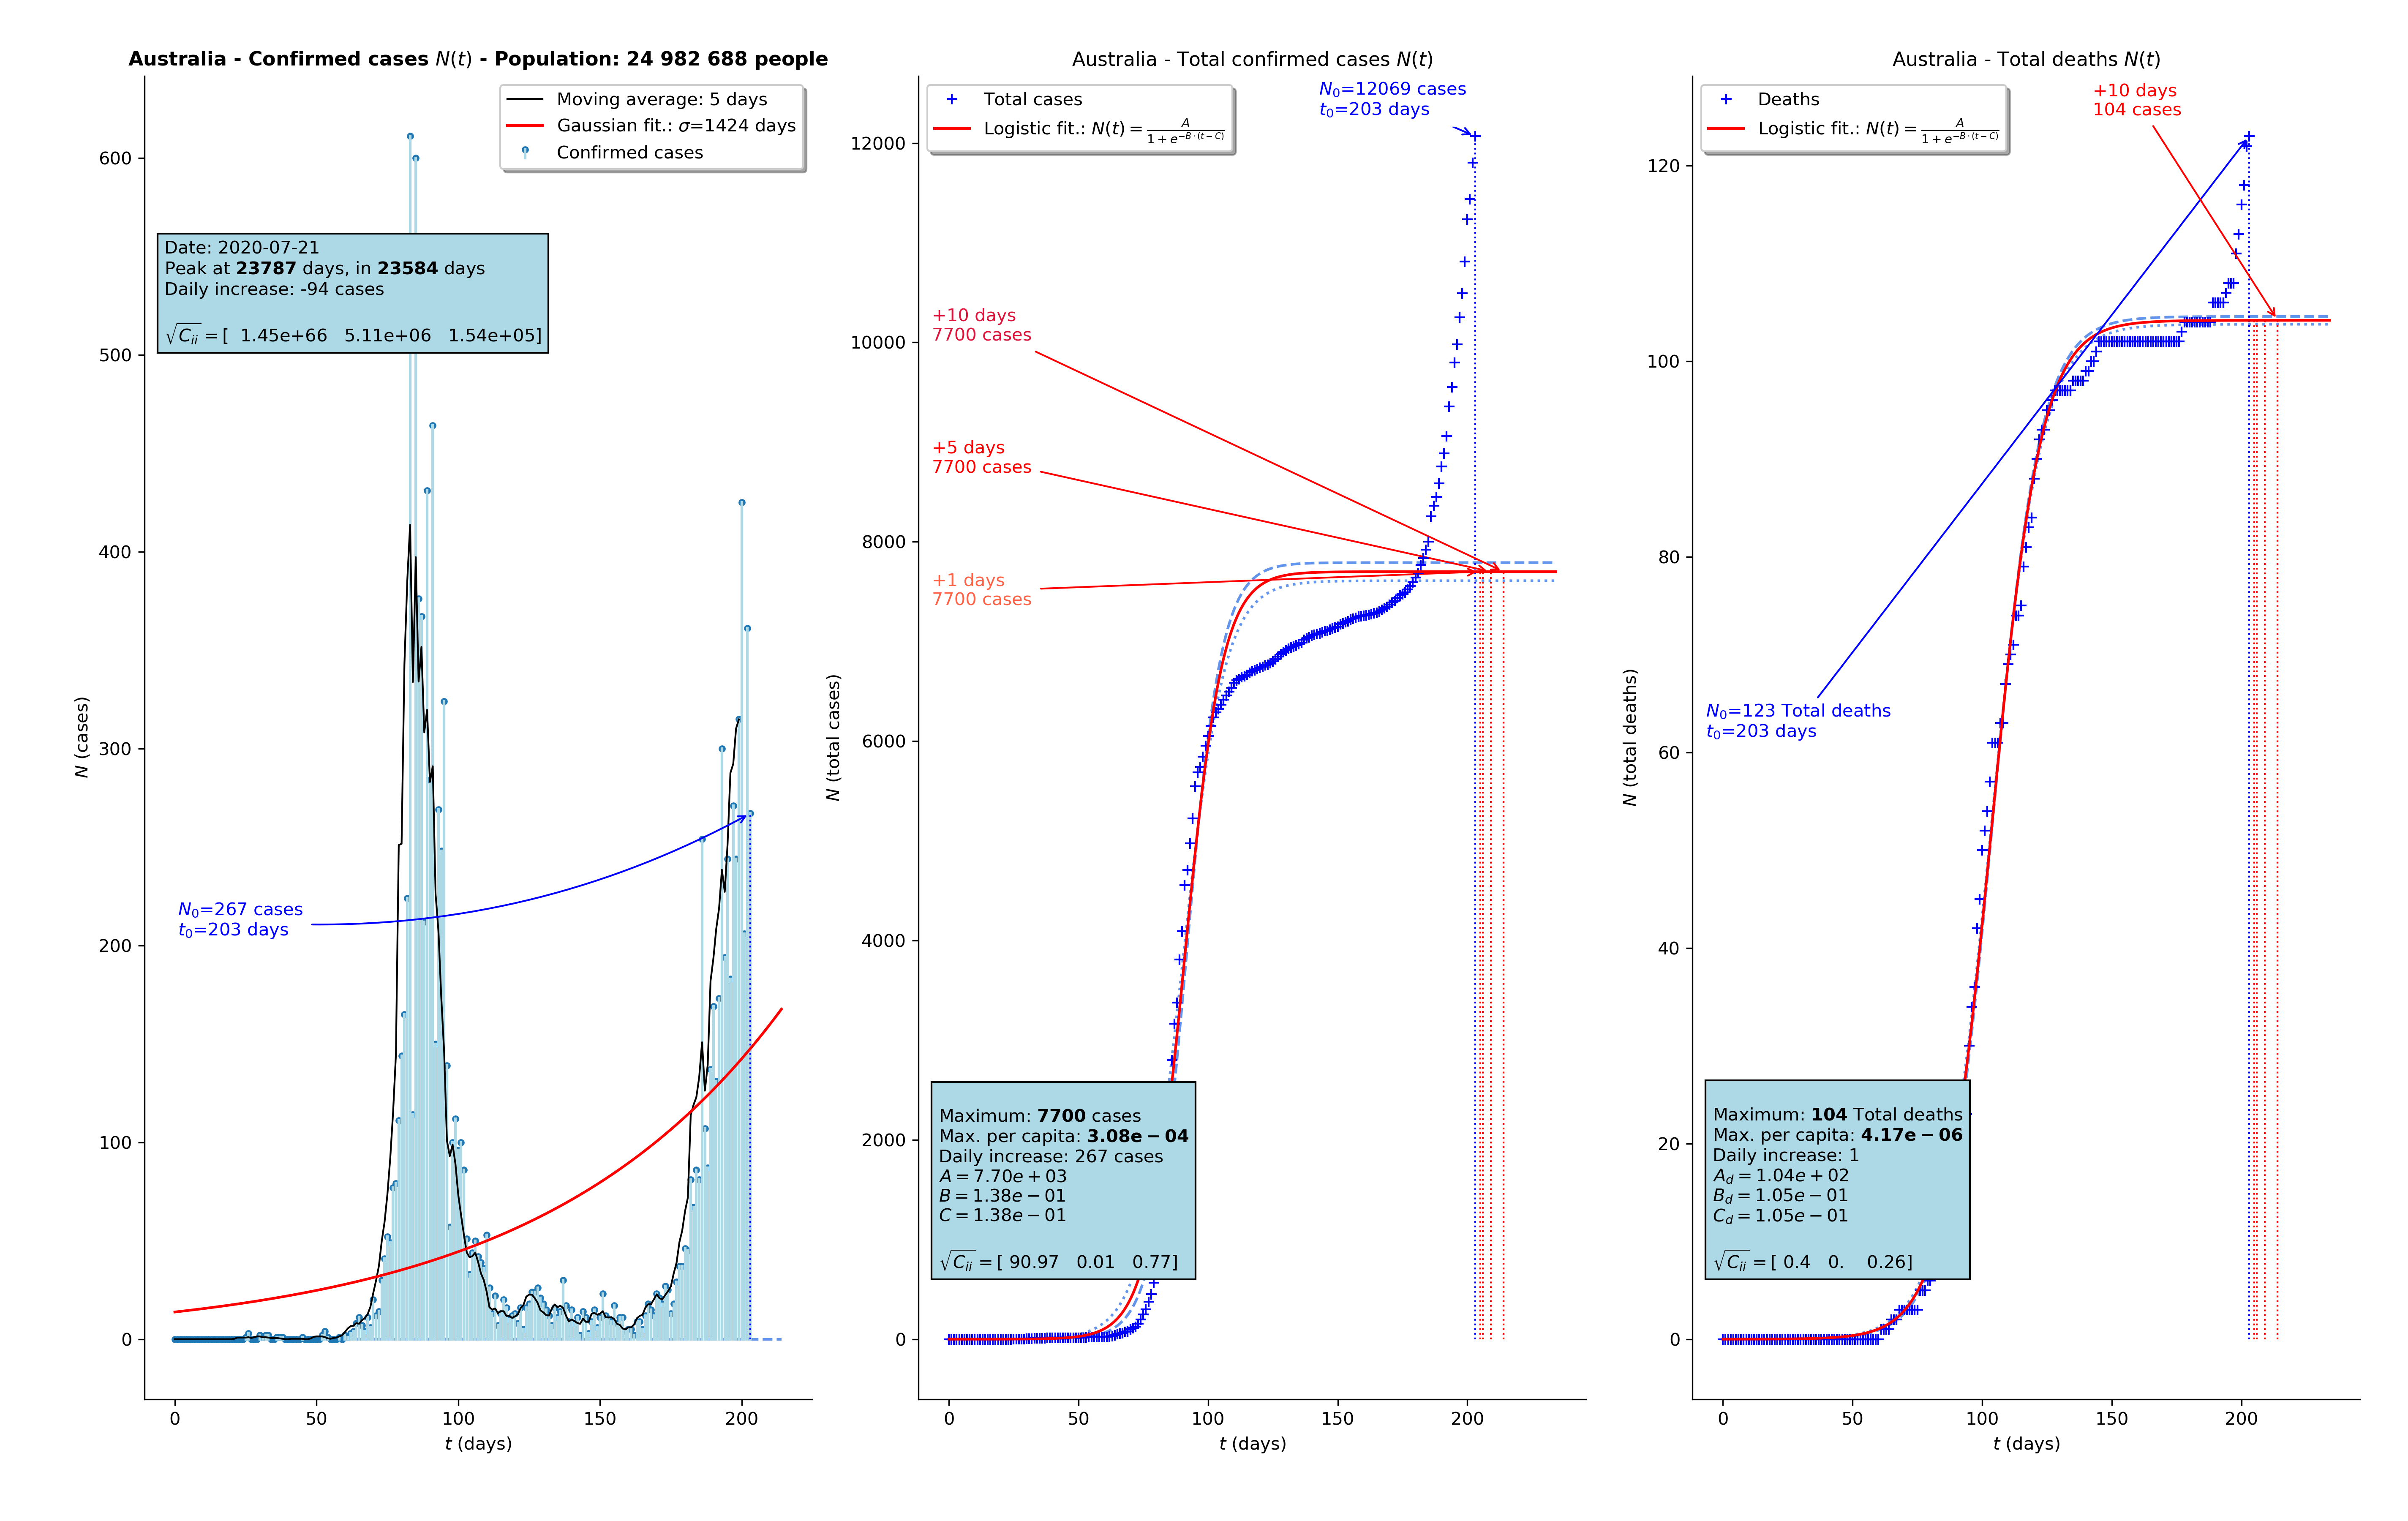 Australia - Confirmed cases N(t) - Population: 24 982 688 people
Moving average: 5 days
Gaussian fit.: σ=1424 days
Confirmed cases
Date: 2020-07-21
Peak at 23787 days, in 23584 days
Daily increase: -94 cases
√Cᵢᵢ = [ 1.45e+66 5.11e+06 1.54e+05]
N₀=267 cases
t₀=203 days
N (cases)
600
500
400
300
200
100
0
0 50 100 150 200
t (days)
Australia - Total confirmed cases N(t)
Total cases
Logistic fit.: N(t) = A / (1 + e^(−B·(t−C)))
N₀=12069 cases
t₀=203 days
+10 days
7700 cases
+5 days
7700 cases
+1 days
7700 cases
Maximum: 7700 cases
Max. per capita: 3.08e − 04
Daily increase: 267 cases
A = 7.70e + 03
B = 1.38e − 01
C = 1.38e − 01
√Cᵢᵢ = [ 90.97 0.01 0.77]
N (total cases)
12000
10000
8000
6000
4000
2000
0
0 50 100 150 200
t (days)
Australia - Total deaths N(t)
Deaths
Logistic fit.: N(t) = A / (1 + e^(−B·(t−C)))
+10 days
104 cases
N₀=123 Total deaths
t₀=203 days
Maximum: 104 Total deaths
Max. per capita: 4.17e − 06
Daily increase: 1
A_d = 1.04e + 02
B_d = 1.05e − 01
C_d = 1.05e − 01
√Cᵢᵢ = [ 0.4 0. 0.26]
N (total deaths)
120
100
80
60
40
20
0
0 50 100 150 200
t (days)